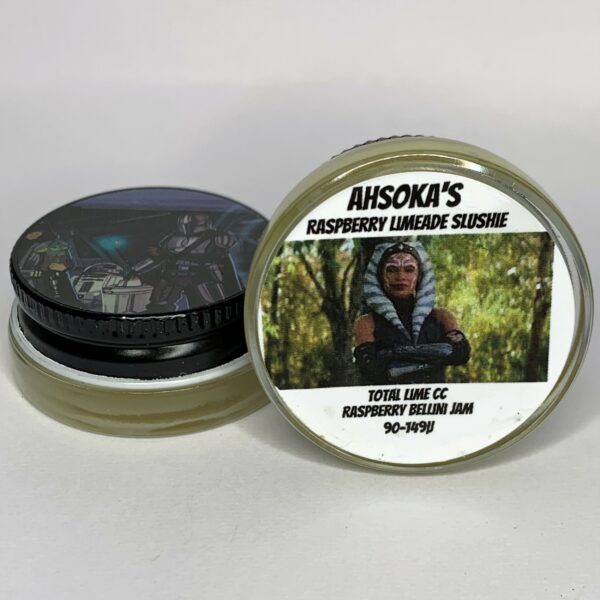 AHSOKA'S
RASPBERRY LIMEADE SLUSHIE
TOTAL LIME CC
RASPBERRY BELLINI JAM
90-149U